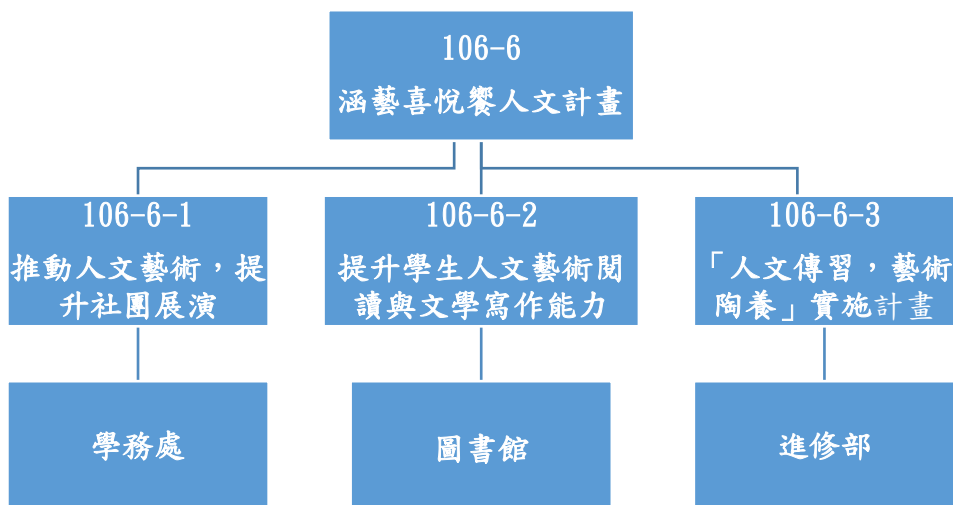 106-6
涵藝喜悅饗人文計畫
106-6-1
推動人文藝術，提
升社團展演
106-6-2
提升學生人文藝術閱
讀與文學寫作能力
106-6-3
「人文傳習，藝術
陶養」實施計畫
學務處
圖書館
進修部